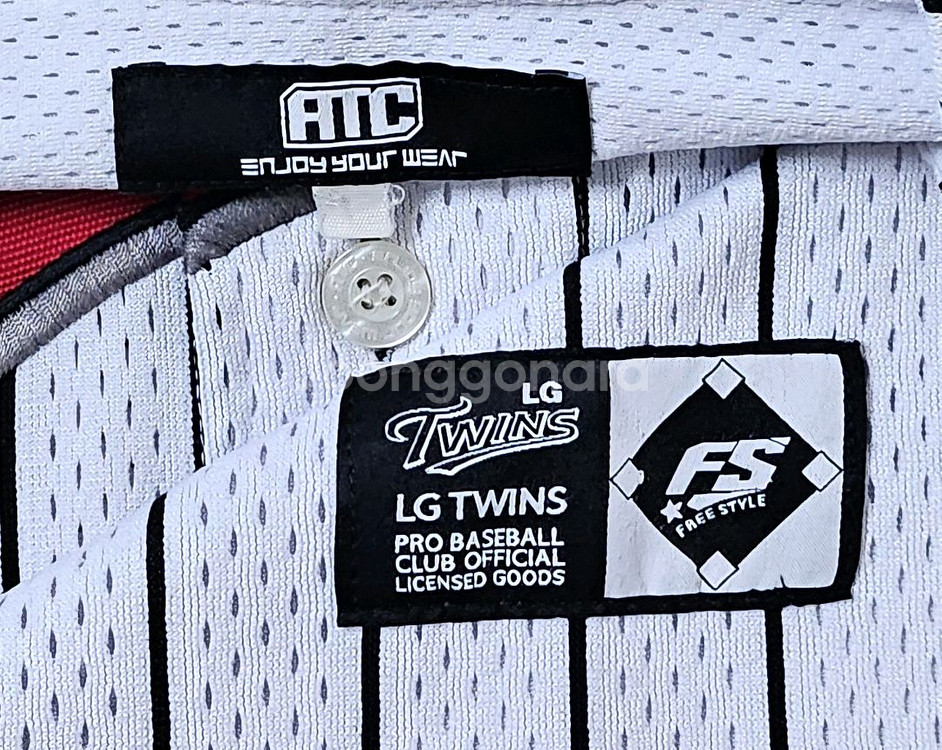 ATC
ENJOY YOUR WEAR
LG
TWINS
LG TWINS
PRO BASEBALL
CLUB OFFICIAL
LICENSED GOODS
FS
FREE STYLE